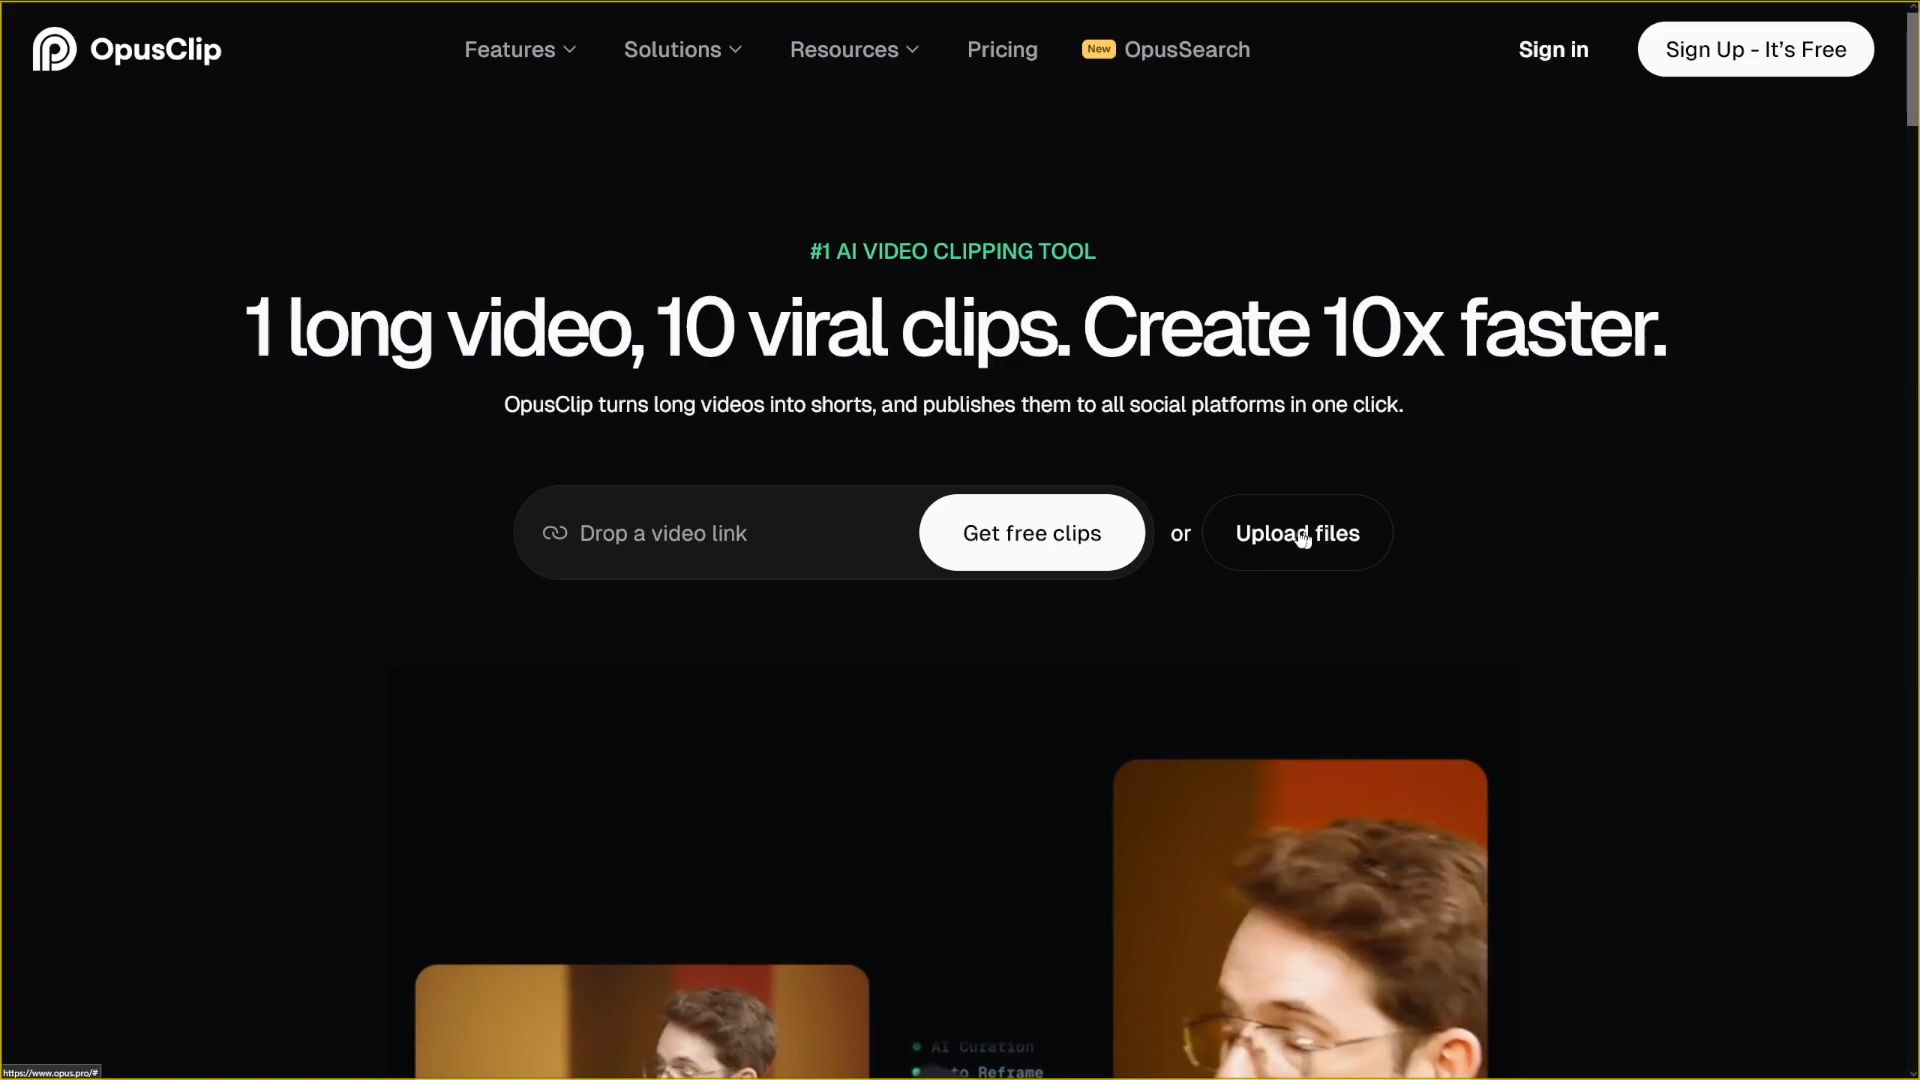 OpusClip
Features
Solutions
Resources
Pricing
New OpusSearch
Sign in
Sign Up - It's Free
#1 AI VIDEO CLIPPING TOOL
1 long video, 10 viral clips. Create 10x faster.
OpusClip turns long videos into shorts, and publishes them to all social platforms in one click.
Drop a video link
Get free clips
or
Upload files
AI Curation
to Reframe
https://www.opus.pro/#